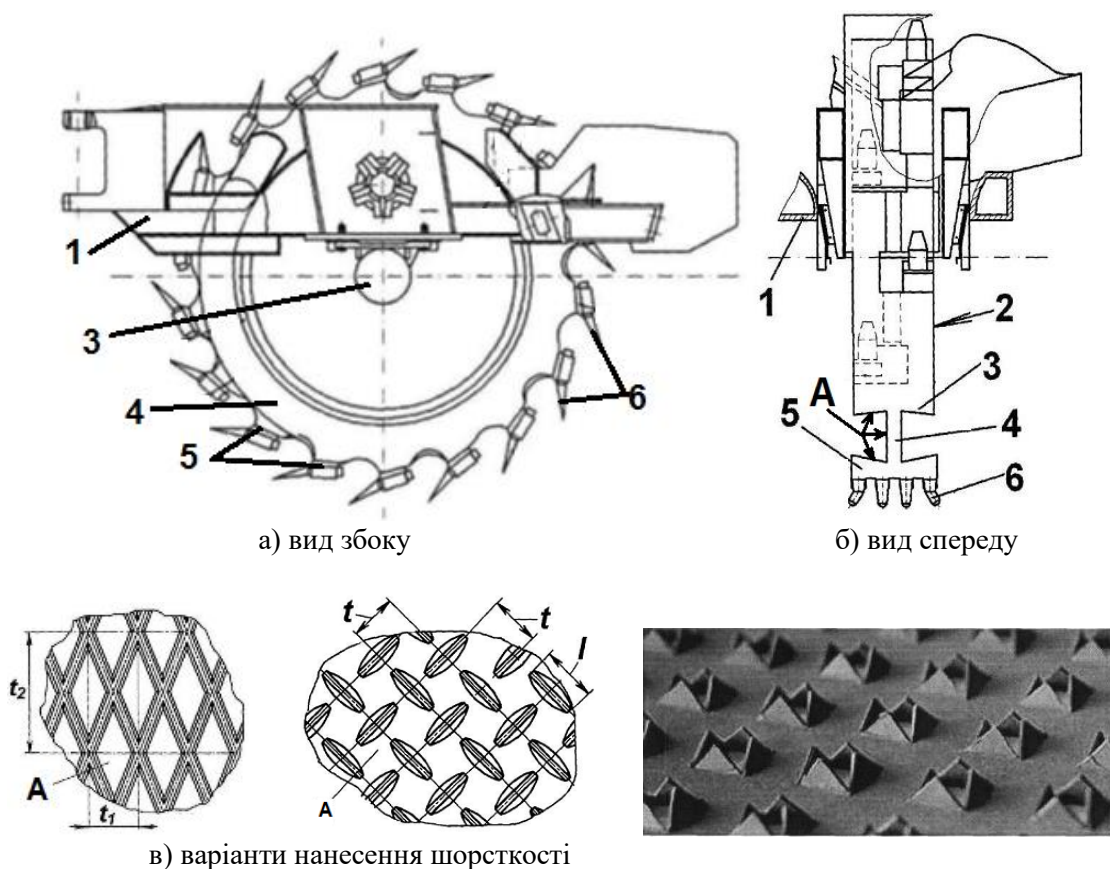 1
3
4
5
6
а) вид збоку
1
2
3
A
5
4
6
б) вид спереду
t₂
A
t₁
t
t
l
A
в) варіанти нанесення шорсткості